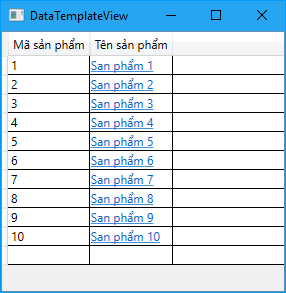 DataTemplateView
Mã sản phẩm Tên sản phẩm
1 San phẩm 1
2 San phẩm 2
3 San phẩm 3
4 San phẩm 4
5 San phẩm 5
6 San phẩm 6
7 San phẩm 7
8 San phẩm 8
9 San phẩm 9
10 San phẩm 10